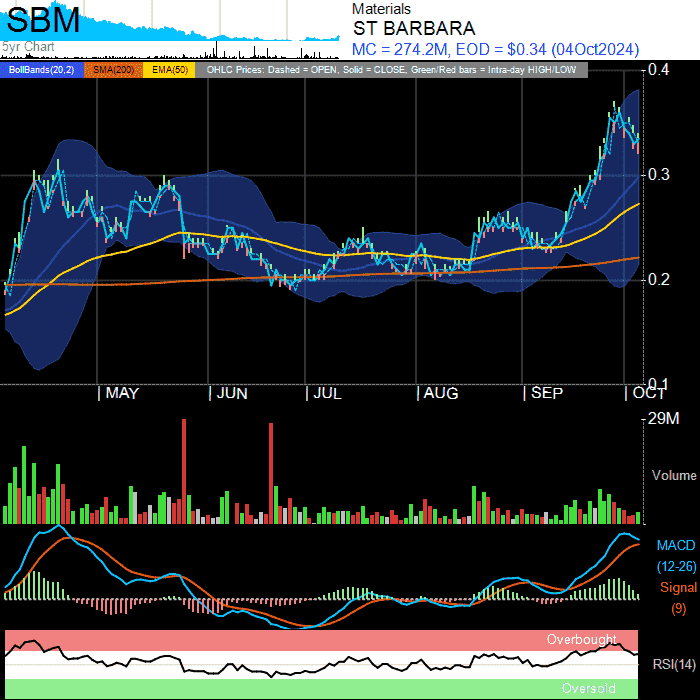 SBM
5yr Chart
Materials
ST BARBARA
MC = 274.2M, EOD = $0.34 (04Oct2024)
BollBands(20,2) SMA(200) EMA(50) OHLC Prices: Dashed = OPEN, Solid = CLOSE, Green/Red bars = Intra-day HIGH/LOW
0.4
0.3
0.2
0.1
MAY JUN JUL AUG SEP OCT
29M
Volume
MACD
(12-26)
Signal
(9)
Overbought
RSI(14)
Oversold